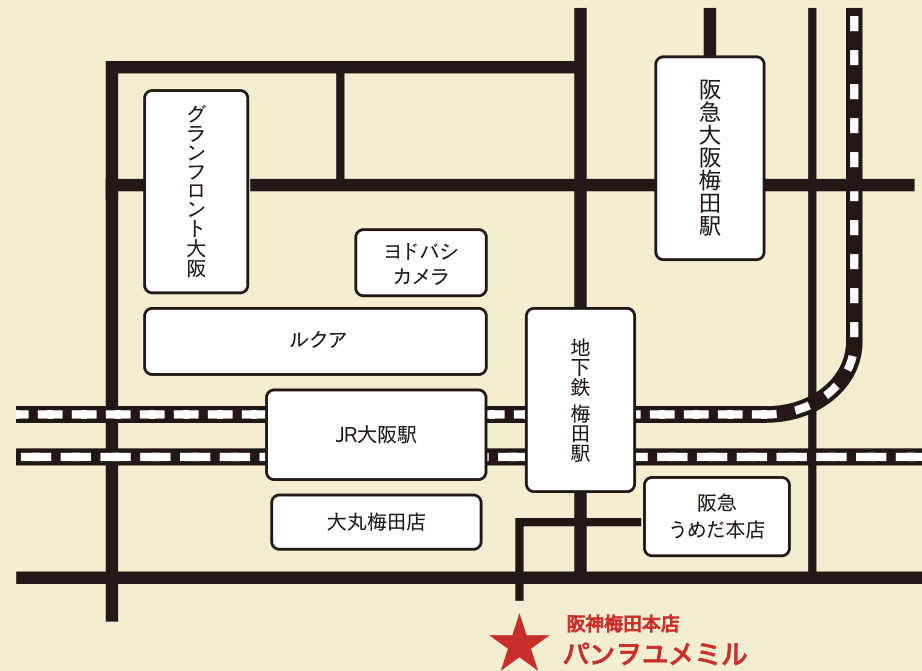 グランフロント大阪
阪急大阪梅田駅
ヨドバシ
カメラ
ルクア
地下鉄 梅田駅
JR大阪駅
大丸梅田店
阪急
うめだ本店
阪神梅田本店
パンヲユメミル